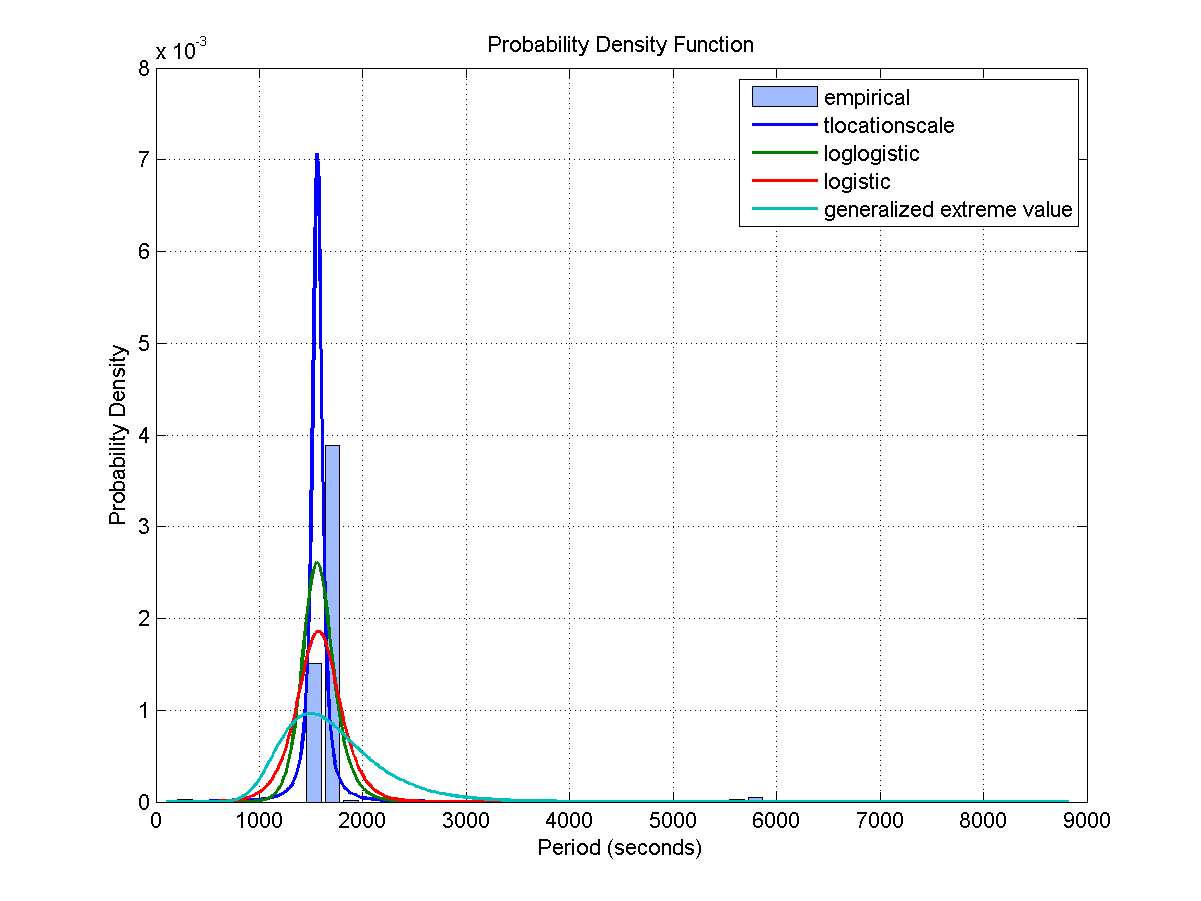 Probability Density Function
x 10-3
8
7
6
5
4
3
2
1
0
Probability Density
0 1000 2000 3000 4000 5000 6000 7000 8000 9000
Period (seconds)
empirical
tlocationscale
loglogistic
logistic
generalized extreme value